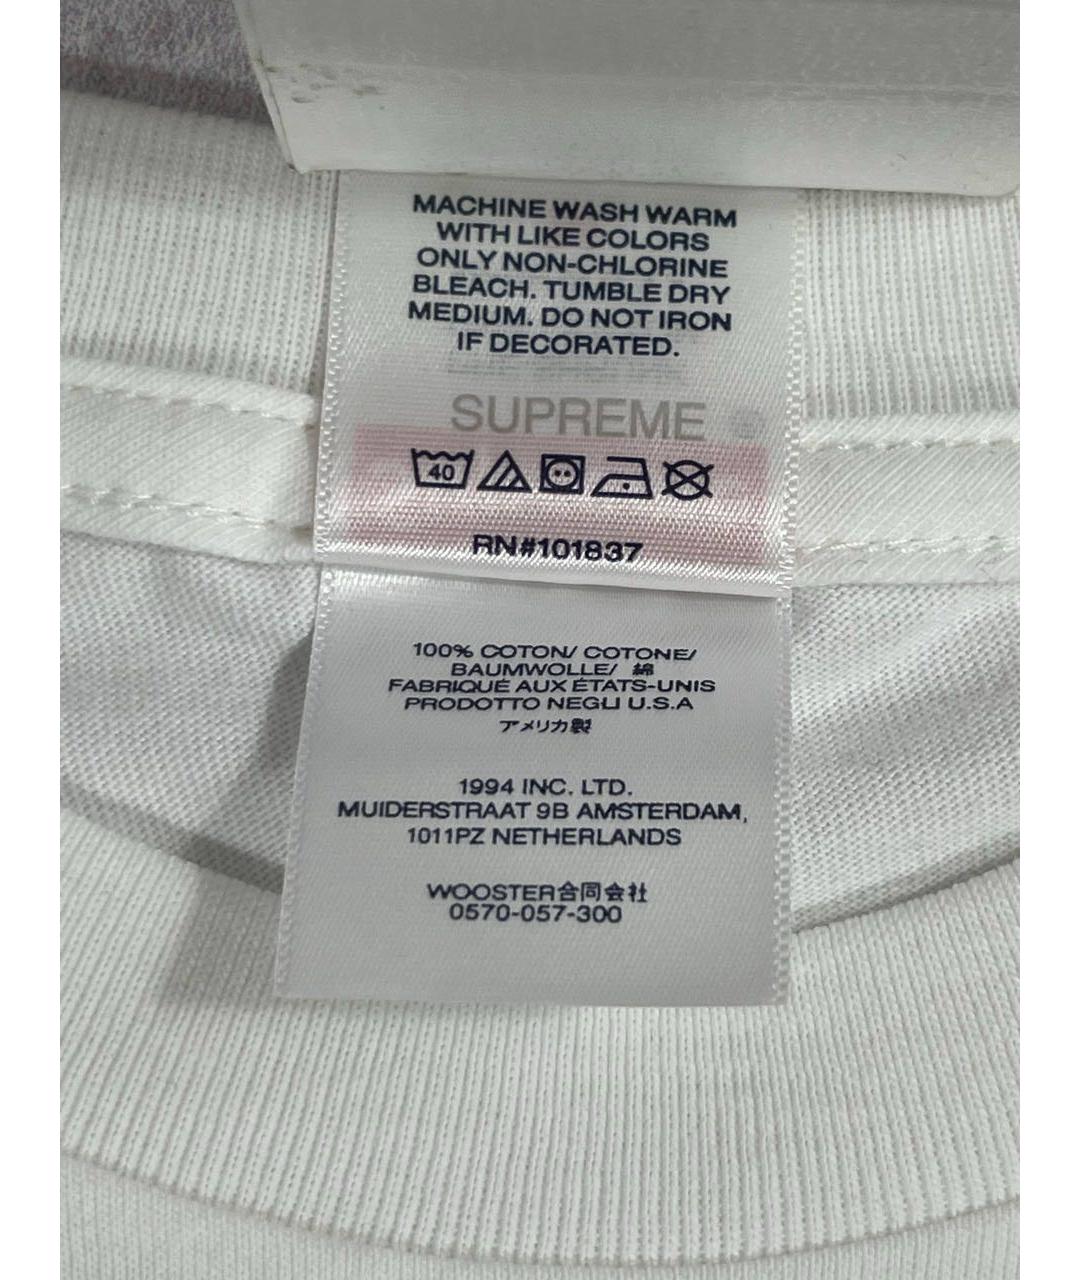 MACHINE WASH WARM
WITH LIKE COLORS
ONLY NON-CHLORINE
BLEACH. TUMBLE DRY
MEDIUM. DO NOT IRON
IF DECORATED.
SUPREME
40
RN#101837
100% COTON/ COTONE/
BAUMWOLLE/ 綿
FABRIQUÉ AUX ÉTATS-UNIS
PRODOTTO NEGLI U.S.A
アメリカ製
1994 INC. LTD.
MUIDERSTRAAT 9B AMSTERDAM,
1011PZ NETHERLANDS
WOOSTER合同会社
0570-057-300